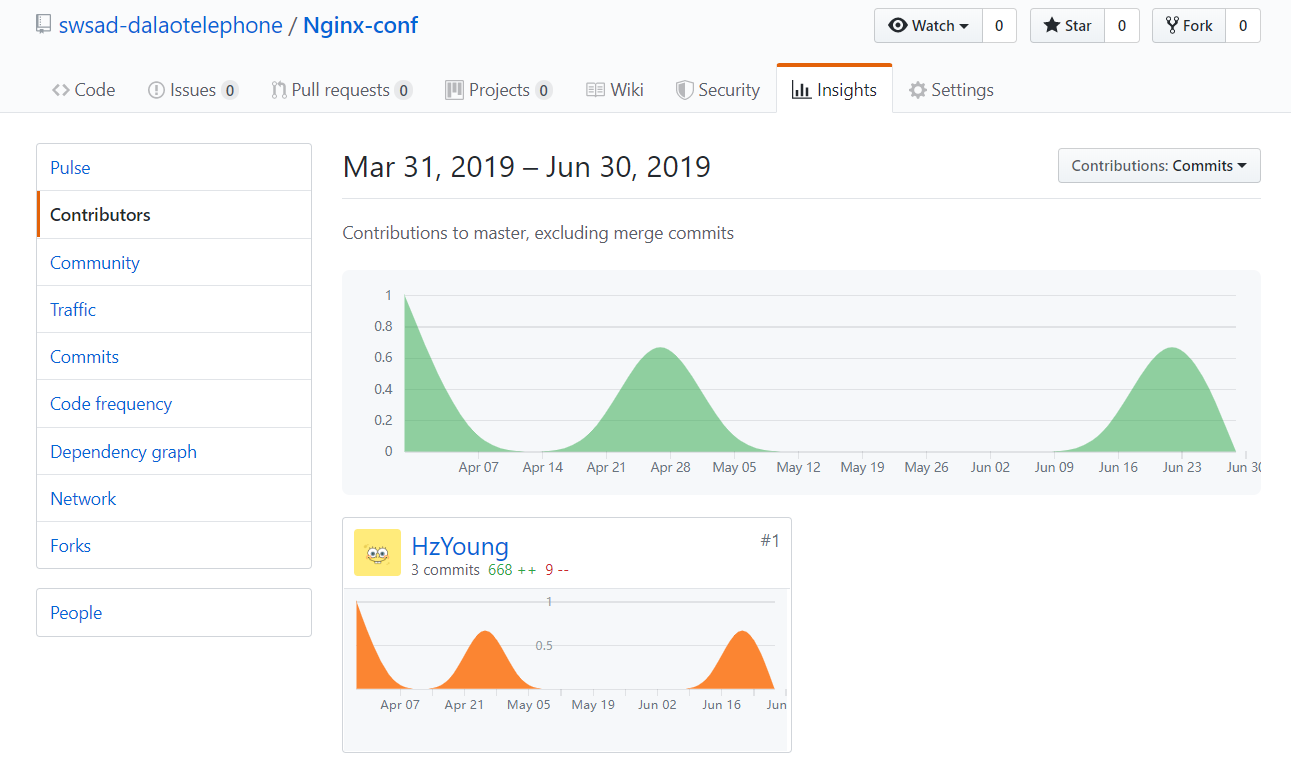 swsad-dalaotelephone / Nginx-conf
Watch 0 Star 0 Fork 0
Code Issues 0 Pull requests 0 Projects 0 Wiki Security Insights Settings
Pulse
Contributors
Community
Traffic
Commits
Code frequency
Dependency graph
Network
Forks
People
Mar 31, 2019 – Jun 30, 2019
Contributions: Commits
Contributions to master, excluding merge commits
1
0.8
0.6
0.4
0.2
0
Apr 07 Apr 14 Apr 21 Apr 28 May 05 May 12 May 19 May 26 Jun 02 Jun 09 Jun 16 Jun 23 Jun 30
HzYoung
#1
3 commits 668 ++ 9 --
1
0.5
Apr 07 Apr 21 May 05 May 19 Jun 02 Jun 16 Jun